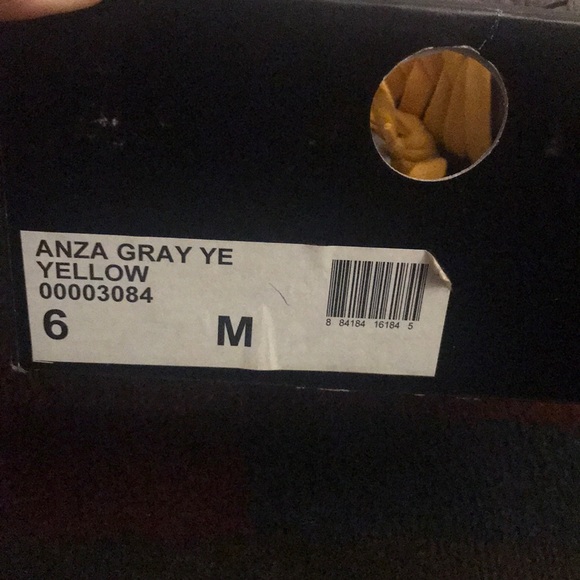 ANZA GRAY YE
YELLOW
00003084
6 M
8 84184 16184 5